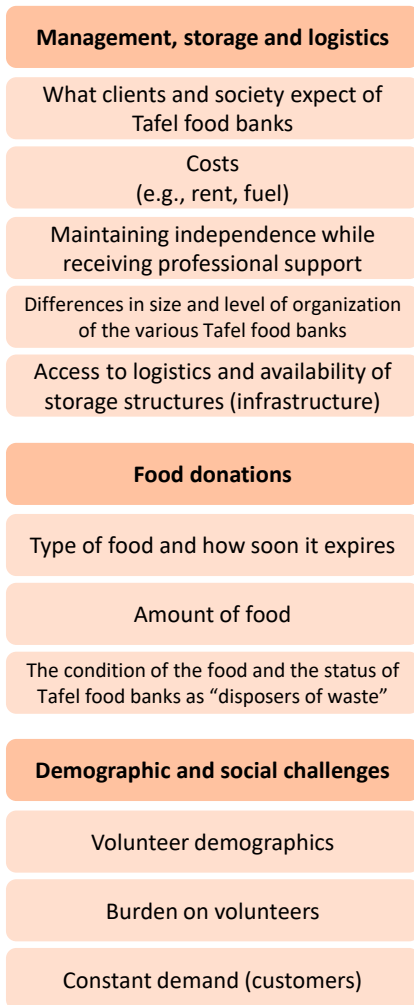 Management, storage and logistics
What clients and society expect of
Tafel food banks
Costs
(e.g., rent, fuel)
Maintaining independence while
receiving professional support
Differences in size and level of organization
of the various Tafel food banks
Access to logistics and availability of
storage structures (infrastructure)
Food donations
Type of food and how soon it expires
Amount of food
The condition of the food and the status of
Tafel food banks as “disposers of waste”
Demographic and social challenges
Volunteer demographics
Burden on volunteers
Constant demand (customers)